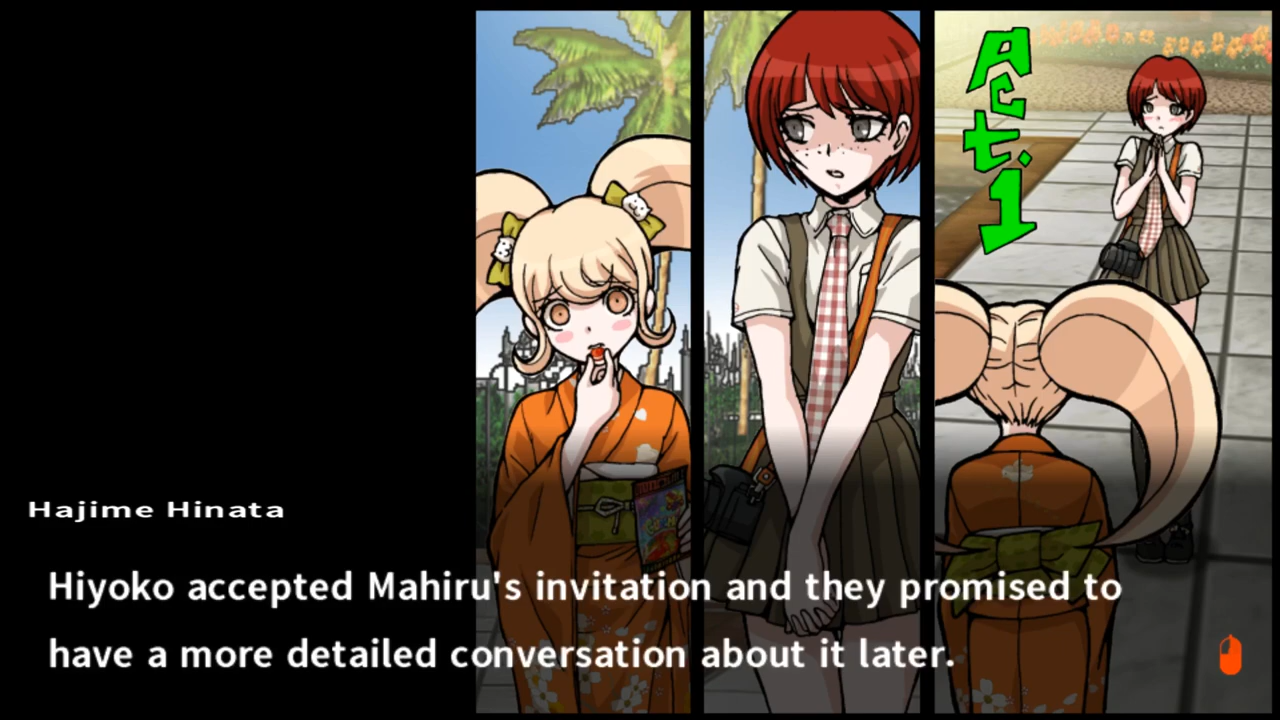 Act.1
Hajime Hinata
Hiyoko accepted Mahiru's invitation and they promised to
have a more detailed conversation about it later.